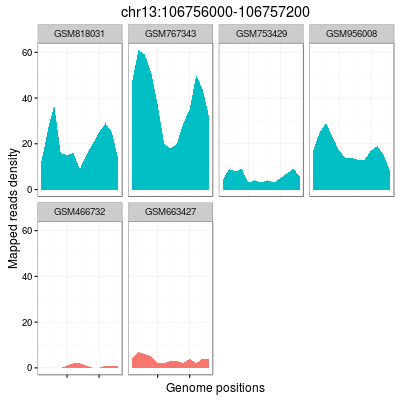 chr13:106756000-106757200
GSM818031 GSM767343 GSM753429 GSM956008
60
40
20
0
GSM466732 GSM663427
60
40
20
0
Mapped reads density
Genome positions